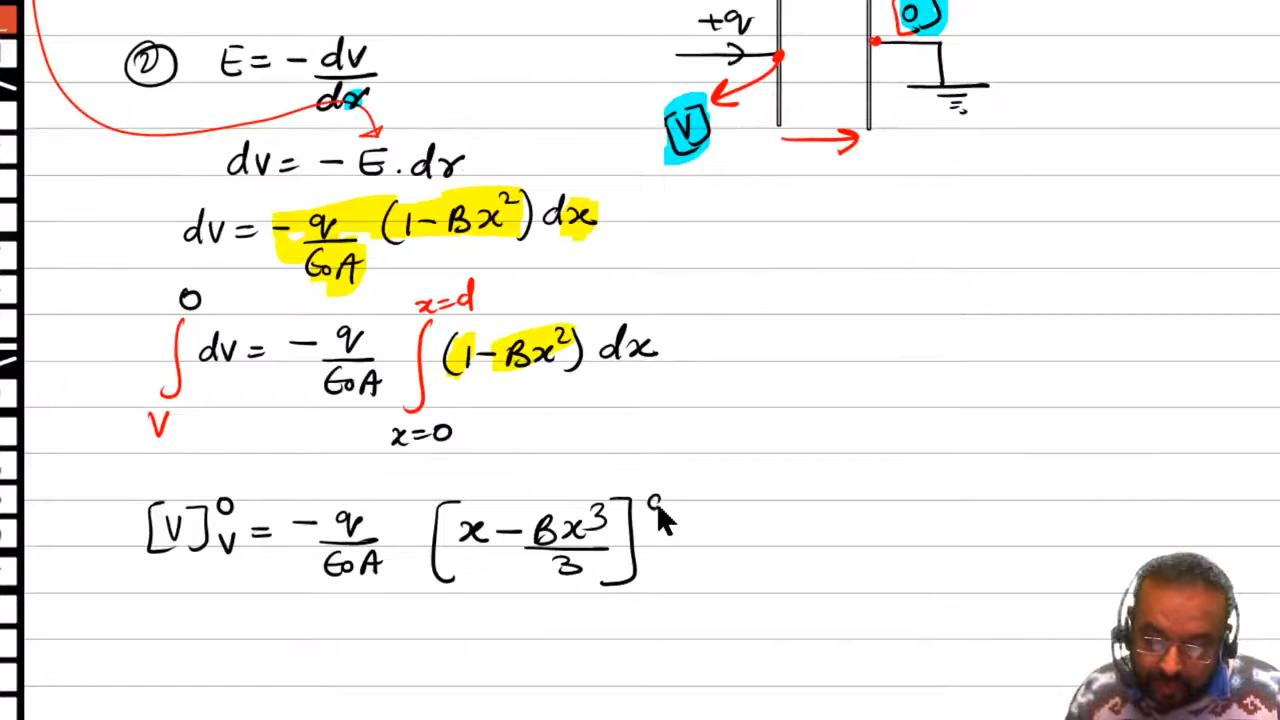 +q
0
② E = - dv/dx
[V]
dv = - E . dr
dv = - q/ε₀A (1 - Bx²) dx
∫_V^0 dv = - q/ε₀A ∫_{x=0}^{x=d} (1 - Bx²) dx
[V]_V^0 = - q/ε₀A [x - Bx³/3]